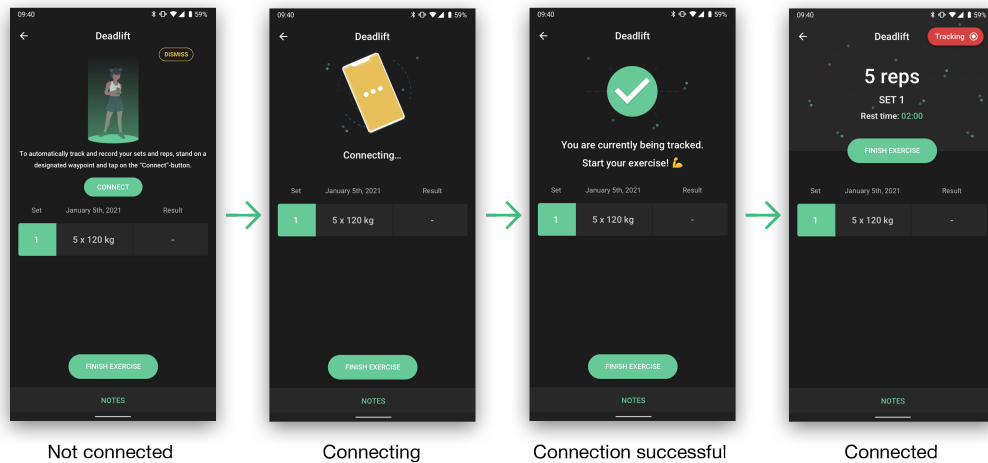 09:40 59%
Deadlift
DISMISS
To automatically track and record your sets and reps, stand on a
designated waypoint and tap on the "Connect"-button.
CONNECT
Set January 5th, 2021 Result
1 5 x 120 kg -
FINISH EXERCISE
NOTES
Not connected
09:40 59%
Deadlift
Connecting...
Set January 5th, 2021 Result
1 5 x 120 kg -
FINISH EXERCISE
NOTES
Connecting
09:40 59%
Deadlift
You are currently being tracked.
Start your exercise! 💪
Set January 5th, 2021 Result
1 5 x 120 kg -
FINISH EXERCISE
NOTES
Connection successful
09:40 59%
Deadlift Tracking
5 reps
SET 1
Rest time: 02:00
FINISH EXERCISE
Set January 5th, 2021 Result
1 5 x 120 kg -
NOTES
Connected